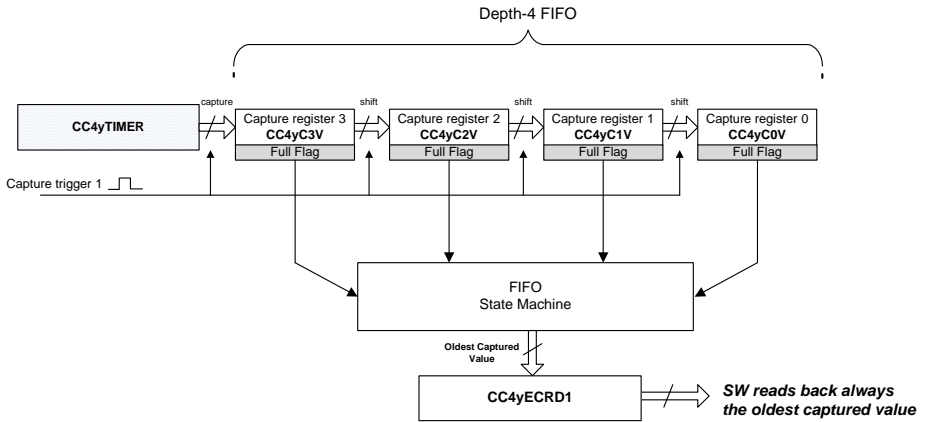 Depth-4 FIFO
CC4yTIMER
capture
Capture register 3
CC4yC3V
Full Flag
shift
Capture register 2
CC4yC2V
Full Flag
shift
Capture register 1
CC4yC1V
Full Flag
shift
Capture register 0
CC4yC0V
Full Flag
Capture trigger 1
FIFO
State Machine
Oldest Captured
Value
CC4yECRD1
SW reads back always
the oldest captured value